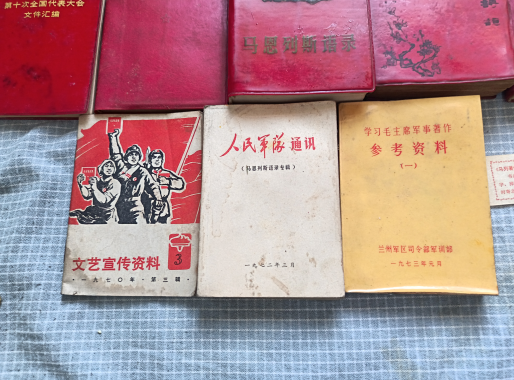 第十次全国代表大会
文件汇编
马恩列斯语录
文艺宣传资料
3
一九七〇年·第三辑
人民军队通讯
(马恩列斯语录专辑)
一九七二年三月
学习毛主席军事著作
参考资料
(一)
兰州军区司令部军训部
一九七三年元月